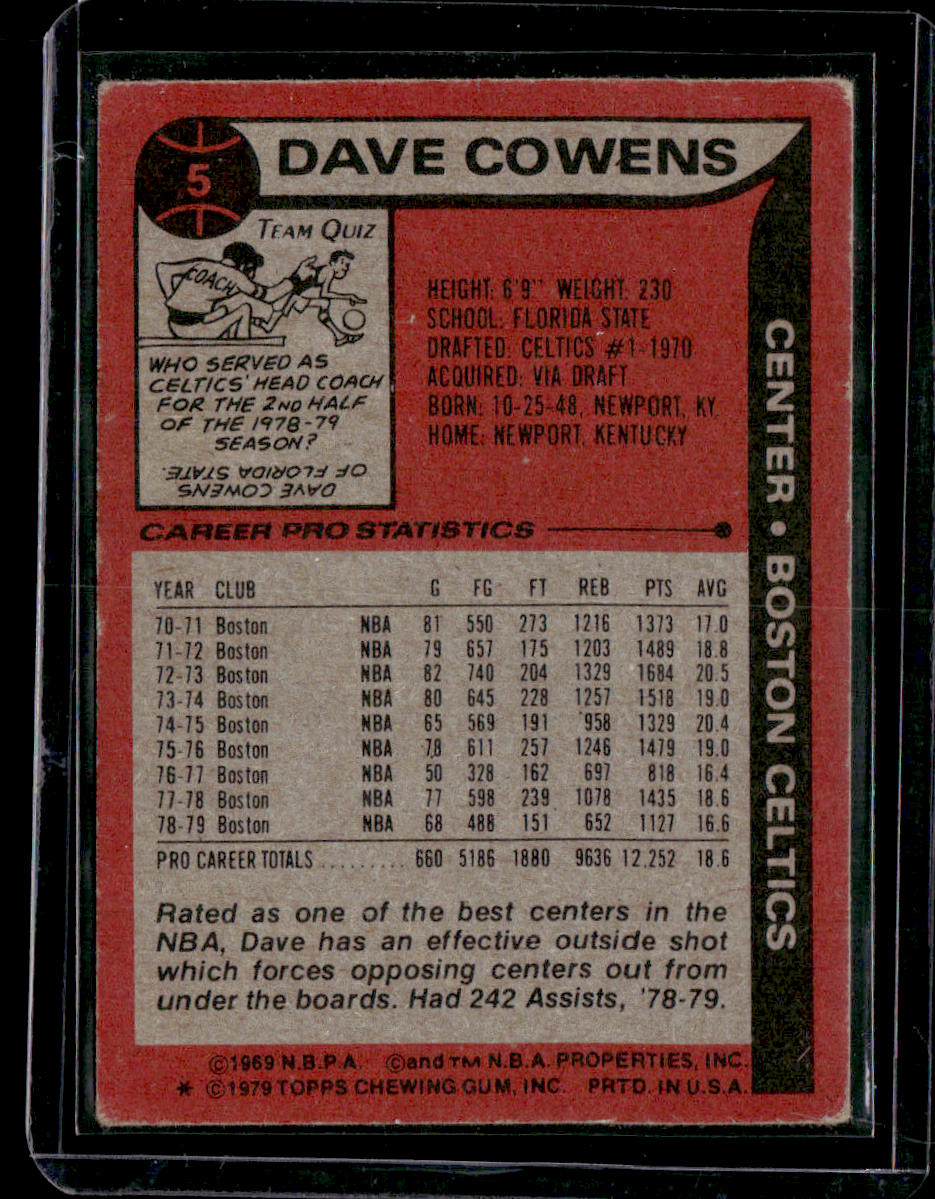 5
DAVE COWENS
TEAM QUIZ
COACH
WHO SERVED AS
CELTICS' HEAD COACH
FOR THE 2ND HALF
OF THE 1978-79
SEASON?
DAVE COWENS
OF FLORIDA STATE.
HEIGHT: 6'9" WEIGHT: 230
SCHOOL: FLORIDA STATE
DRAFTED: CELTICS #1-1970
ACQUIRED: VIA DRAFT
BORN: 10-25-48, NEWPORT, KY.
HOME: NEWPORT, KENTUCKY
CENTER • BOSTON CELTICS
CAREER PRO STATISTICS
YEAR CLUB G FG FT REB PTS AVG
70-71 Boston NBA 81 550 273 1216 1373 17.0
71-72 Boston NBA 79 657 175 1203 1489 18.8
72-73 Boston NBA 82 740 204 1329 1684 20.5
73-74 Boston NBA 80 645 228 1257 1518 19.0
74-75 Boston NBA 65 569 191 958 1329 20.4
75-76 Boston NBA 78 611 257 1246 1479 19.0
76-77 Boston NBA 50 328 162 697 818 16.4
77-78 Boston NBA 77 598 239 1078 1435 18.6
78-79 Boston NBA 68 488 151 652 1127 16.6
PRO CAREER TOTALS ......... 660 5186 1880 9636 12,252 18.6
Rated as one of the best centers in the
NBA, Dave has an effective outside shot
which forces opposing centers out from
under the boards. Had 242 Assists, '78-79.
©1969 N.B.P.A. ©and TM N.B.A. PROPERTIES, INC.
* ©1979 TOPPS CHEWING GUM, INC. PRTD. IN U.S.A.